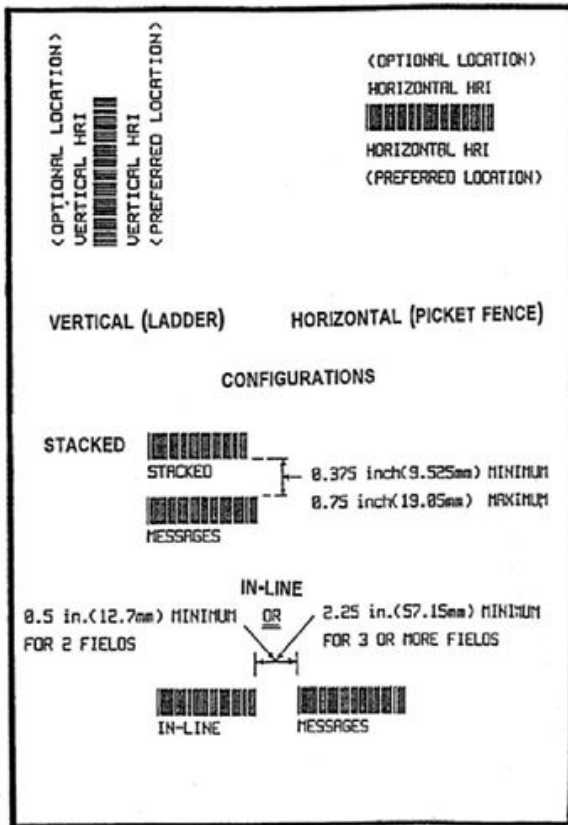 (OPTIONAL LOCATION)
VERTICAL HRI
VERTICAL HRI
(PREFERRED LOCATION)
(OPTIONAL LOCATION)
HORIZONTAL HRI
HORIZONTAL HRI
(PREFERRED LOCATION)
VERTICAL (LADDER)
HORIZONTAL (PICKET FENCE)
CONFIGURATIONS
STACKED
STACKED
0.375 inch(9.525mm) MINIMUM
0.75 inch(19.05mm) MAXIMUM
MESSAGES
IN-LINE
0.5 in.(12.7mm) MINIMUM
FOR 2 FIELDS
OR
2.25 in.(57.15mm) MINIMUM
FOR 3 OR MORE FIELDS
IN-LINE
MESSAGES